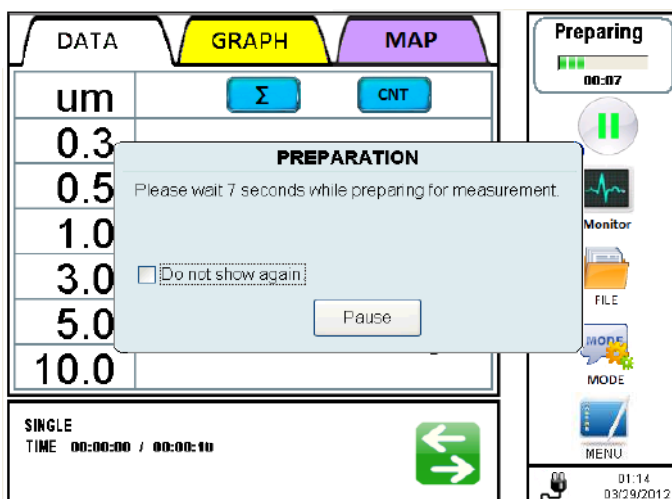 DATA
GRAPH
MAP
um
Σ
CNT
0.3
0.5
1.0
3.0
5.0
10.0
PREPARATION
Please wait 7 seconds while preparing for measurement.
Do not show again
Pause
SINGLE
TIME 00:00:00 / 00:00:10
Preparing
00:07
Monitor
FILE
MODE
MODE
MENU
01:14
03/29/2012